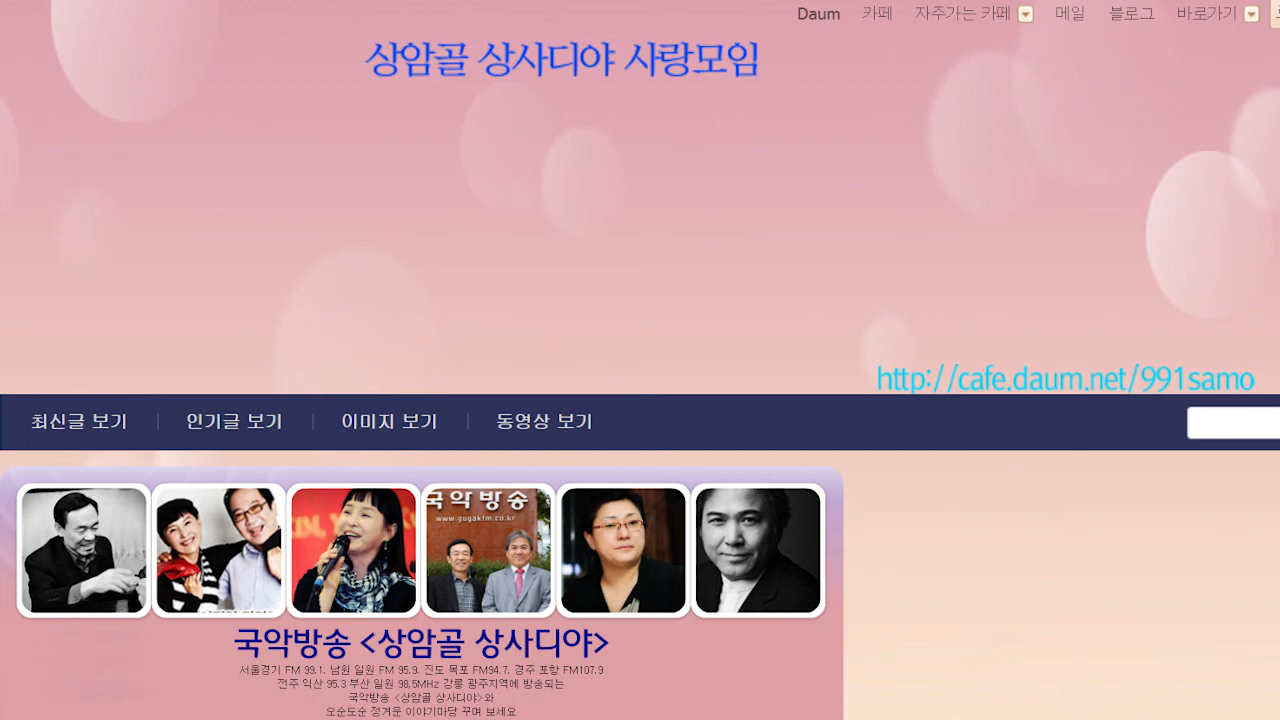 Daum 카페 자주가는 카페 메일 블로그 바로가기
상암골 상사디야 사랑모임
http://cafe.daum.net/991samo
최신글 보기 인기글 보기 이미지 보기 동영상 보기
국악방송
www.gugakfm.co.kr
국악방송 <상암골 상사디야>
서울경기 FM 99.1. 남원 일원 FM 95.9. 진도 목포 FM94.7. 경주 포항 FM107.9
전주 익산 95.3 부산 일원 98.5MHz 강릉 광주지역에 방송되는
국악방송 <상암골 상사디야>와
오순도순 정겨운 이야기마당 꾸며 보세요